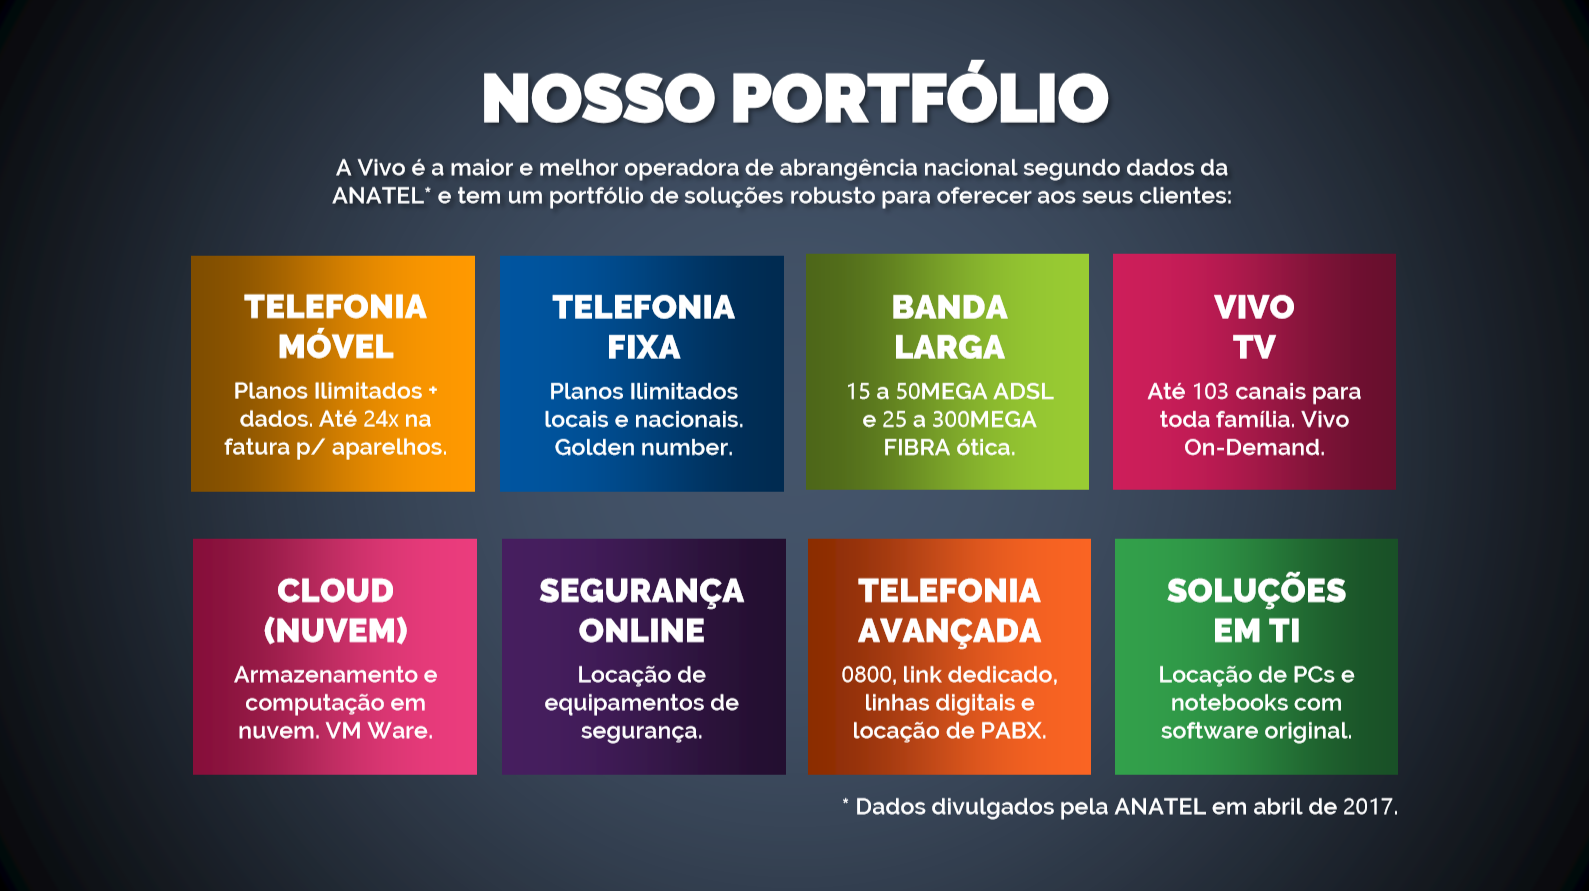 NOSSO PORTFÓLIO
A Vivo é a maior e melhor operadora de abrangência nacional segundo dados da
ANATEL* e tem um portfólio de soluções robusto para oferecer aos seus clientes:
TELEFONIA
MÓVEL
Planos Ilimitados +
dados. Até 24x na
fatura p/ aparelhos.
TELEFONIA
FIXA
Planos Ilimitados
locais e nacionais.
Golden number.
BANDA
LARGA
15 a 50MEGA ADSL
e 25 a 300MEGA
FIBRA ótica.
VIVO
TV
Até 103 canais para
toda família. Vivo
On-Demand.
CLOUD
(NUVEM)
Armazenamento e
computação em
nuvem. VM Ware.
SEGURANÇA
ONLINE
Locação de
equipamentos de
segurança.
TELEFONIA
AVANÇADA
0800, link dedicado,
linhas digitais e
locação de PABX.
SOLUÇÕES
EM TI
Locação de PCs e
notebooks com
software original.
* Dados divulgados pela ANATEL em abril de 2017.